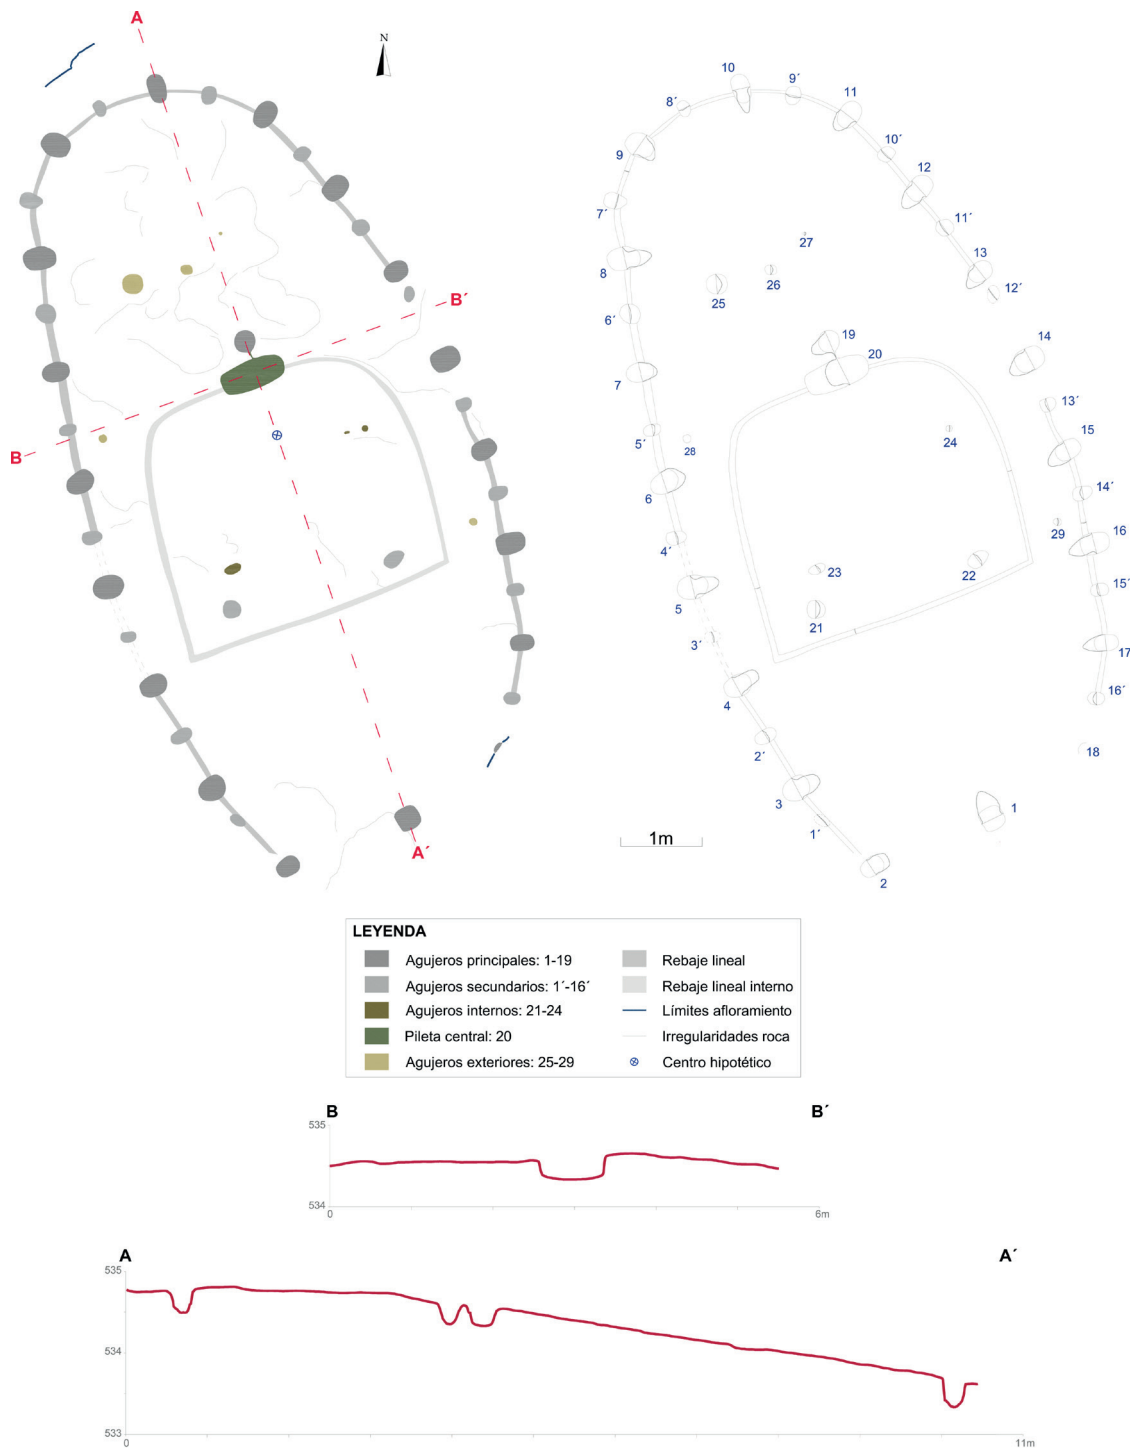 A
N
B´
B
A´
10
9´
11
8´
10´
12
9
11´
7´
27
13
8
26
12´
25
6´
19
14
20
7
13´
5´
24
15
28
6
14´
29
16
4´
23
22
5
15´
21
3´
17
4
16´
2´
18
3
1
1´
1m
2
LEYENDA
Agujeros principales: 1-19
Rebaje lineal
Agujeros secundarios: 1´-16´
Rebaje lineal interno
Agujeros internos: 21-24
Límites afloramiento
Pileta central: 20
Irregularidades roca
Agujeros exteriores: 25-29
Centro hipotético
B B´
535
534
0 6m
A A´
535
534
533
0 11m